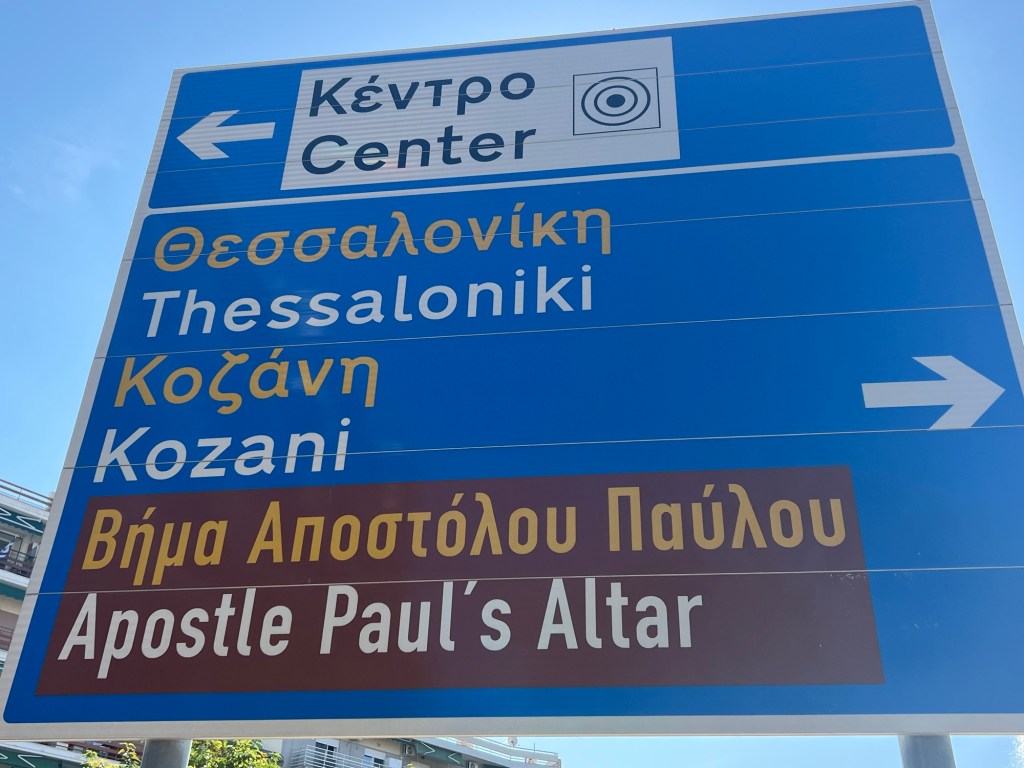 Κέντρο
Center
Θεσσαλονίκη
Thessaloniki
Κοζάνη
Kozani
Βήμα Αποστόλου Παύλου
Apostle Paul´s Altar